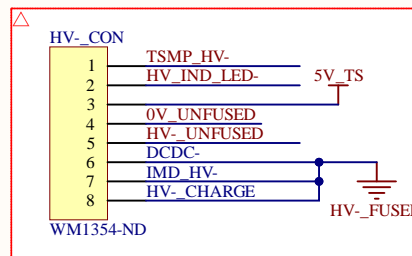 HV-_CON
1 TSMP_HV-
2 HV_IND_LED-
3 5V_TS
4 0V_UNFUSED
5 HV-_UNFUSED
6 DCDC-
7 IMD_HV-
8 HV-_CHARGE
HV-_FUSED
WM1354-ND